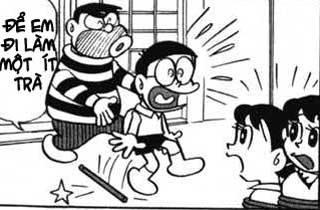 ĐỂ EM
ĐI LÀM
MỘT ÍT
TRÀ